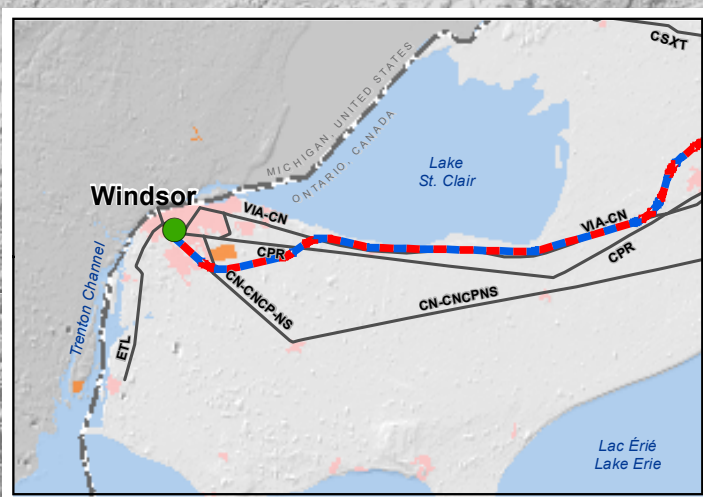 CSXT
MICHIGAN, UNITED STATES
ONTARIO, CANADA
Lake
St. Clair
Windsor
VIA-CN
VIA-CN
CPR
CPR
Trenton Channel
CN-CNCP-NS
CN-CNCPNS
ETL
Lac Érié
Lake Erie